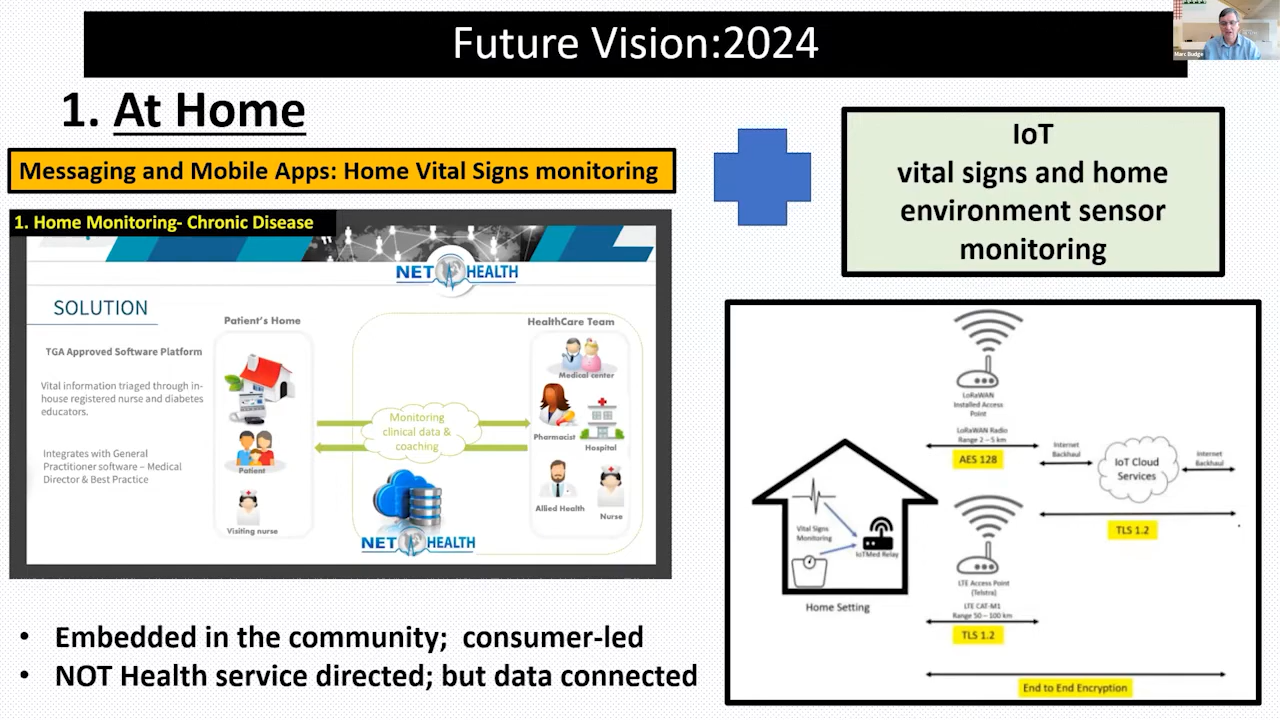 Future Vision:2024
Marc Budge
1. At Home
Messaging and Mobile Apps: Home Vital Signs monitoring
1. Home Monitoring- Chronic Disease
NET HEALTH
SOLUTION
TGA Approved Software Platform
Vital information triaged through in-
house registered nurse and diabetes
educators.
Integrates with General
Practitioner software – Medical
Director & Best Practice
Patient's Home
Patient
Visiting nurse
Monitoring
clinical data &
coaching
NET HEALTH
HealthCare Team
Medical center
Pharmacist
Hospital
Allied Health
Nurse
• Embedded in the community; consumer-led
• NOT Health service directed; but data connected
IoT
vital signs and home
environment sensor
monitoring
LoRaWAN
Installed Access
Point
LoRaWAN Radio
Range 2 – 5 km
AES 128
Internet
Backhaul
IoT Cloud
Services
Internet
Backhaul
TLS 1.2
Vital Signs
Monitoring
IoTMed Relay
Home Setting
LTE Access Point
(Telstra)
LTE CAT-M1
Range 50 – 100 km
TLS 1.2
End to End Encryption